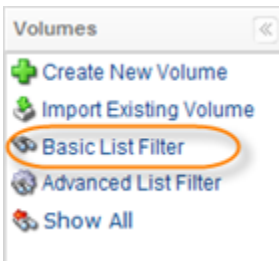 Volumes
Create New Volume
Import Existing Volume
Basic List Filter
Advanced List Filter
Show All